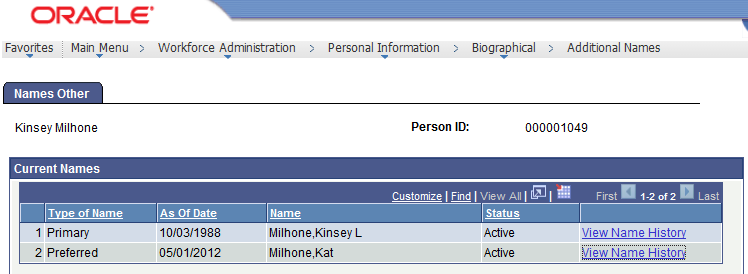 ORACLE
Favorites Main Menu > Workforce Administration > Personal Information > Biographical > Additional Names
Names Other
Kinsey Milhone Person ID: 000001049
Current Names
Customize | Find | View All | | First 1-2 of 2 Last
Type of Name As Of Date Name Status
1 Primary 10/03/1988 Milhone,Kinsey L Active View Name History
2 Preferred 05/01/2012 Milhone,Kat Active View Name History